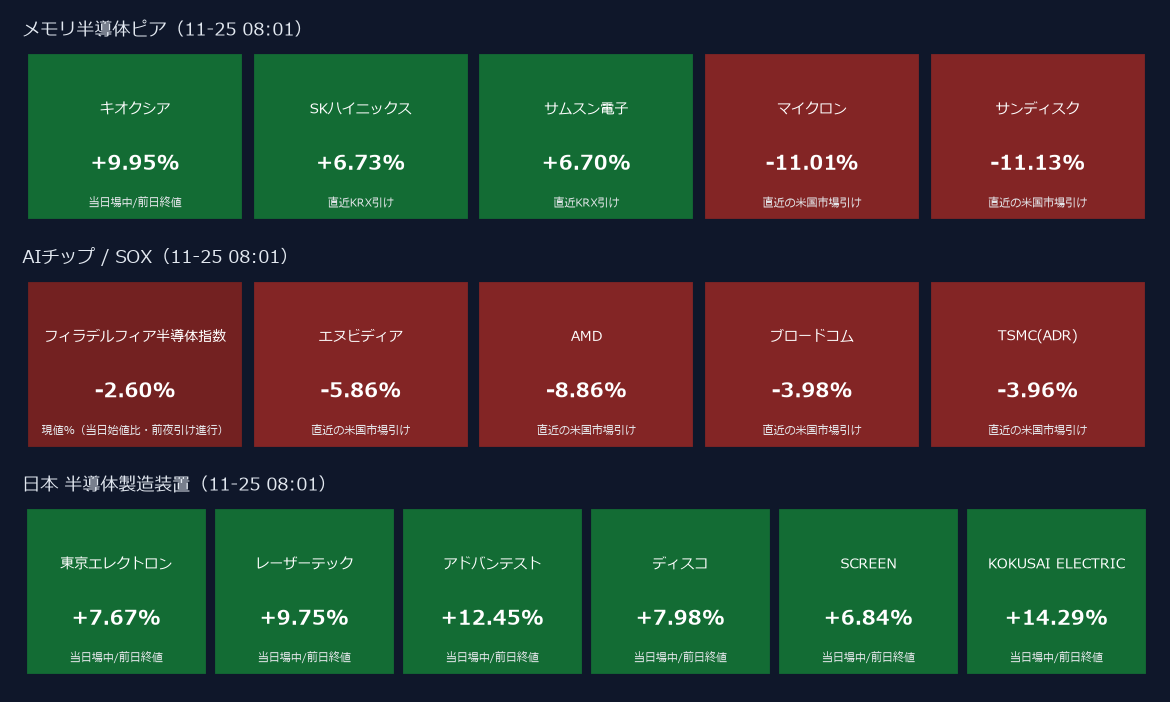 メモリ半導体ピア（11-25 08:01）
キオクシア
+9.95%
当日場中/前日終値
SKハイニックス
+6.73%
直近KRX引け
サムスン電子
+6.70%
直近KRX引け
マイクロン
-11.01%
直近の米国市場引け
サンディスク
-11.13%
直近の米国市場引け
AIチップ / SOX（11-25 08:01）
フィラデルフィア半導体指数
-2.60%
現値%（当日始値比・前夜引け進行）
エヌビディア
-5.86%
直近の米国市場引け
AMD
-8.86%
直近の米国市場引け
ブロードコム
-3.98%
直近の米国市場引け
TSMC(ADR)
-3.96%
直近の米国市場引け
日本 半導体製造装置（11-25 08:01）
東京エレクトロン
+7.67%
当日場中/前日終値
レーザーテック
+9.75%
当日場中/前日終値
アドバンテスト
+12.45%
当日場中/前日終値
ディスコ
+7.98%
当日場中/前日終値
SCREEN
+6.84%
当日場中/前日終値
KOKUSAI ELECTRIC
+14.29%
当日場中/前日終値